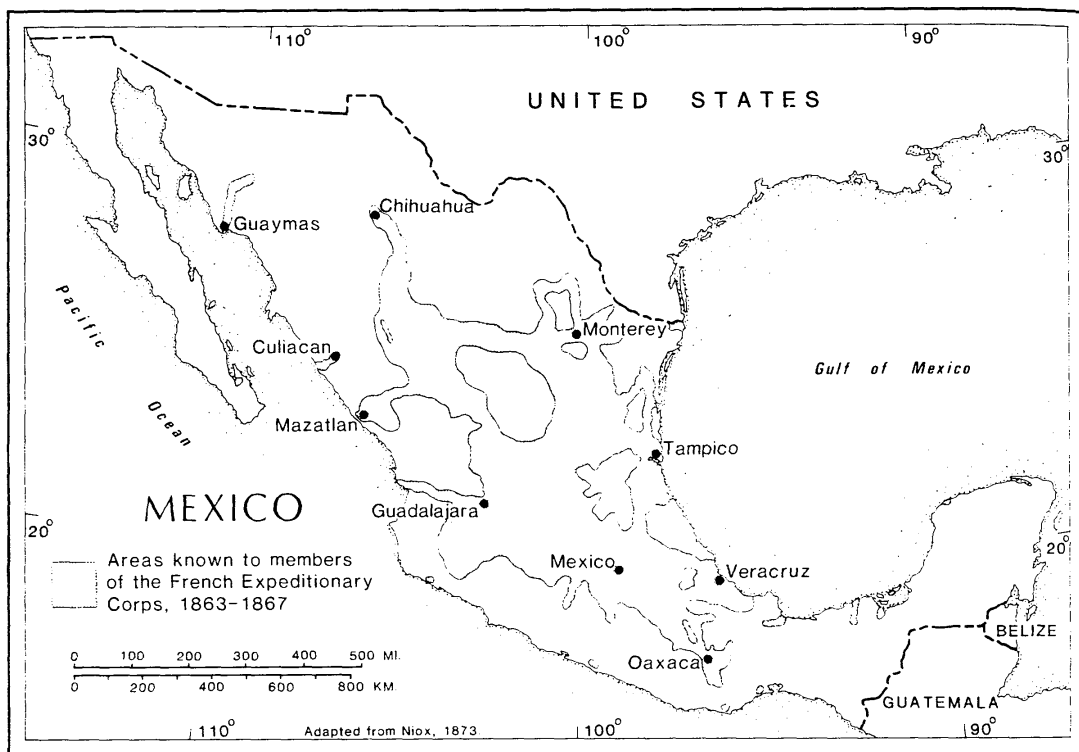 110°
100°
90°
UNITED STATES
30°
30°
Chihuahua
Guaymas
Pacific
Ocean
Monterey
Culiacan
Gulf of Mexico
Mazatlan
Tampico
MEXICO
Guadalajara
20°
20°
Areas known to members
of the French Expeditionary
Corps, 1863-1867
Mexico
Veracruz
BELIZE
0 100 200 300 400 500 MI.
0 200 400 600 800 KM.
Oaxaca
GUATEMALA
110°
Adapted from Niox, 1873.
100°
90°